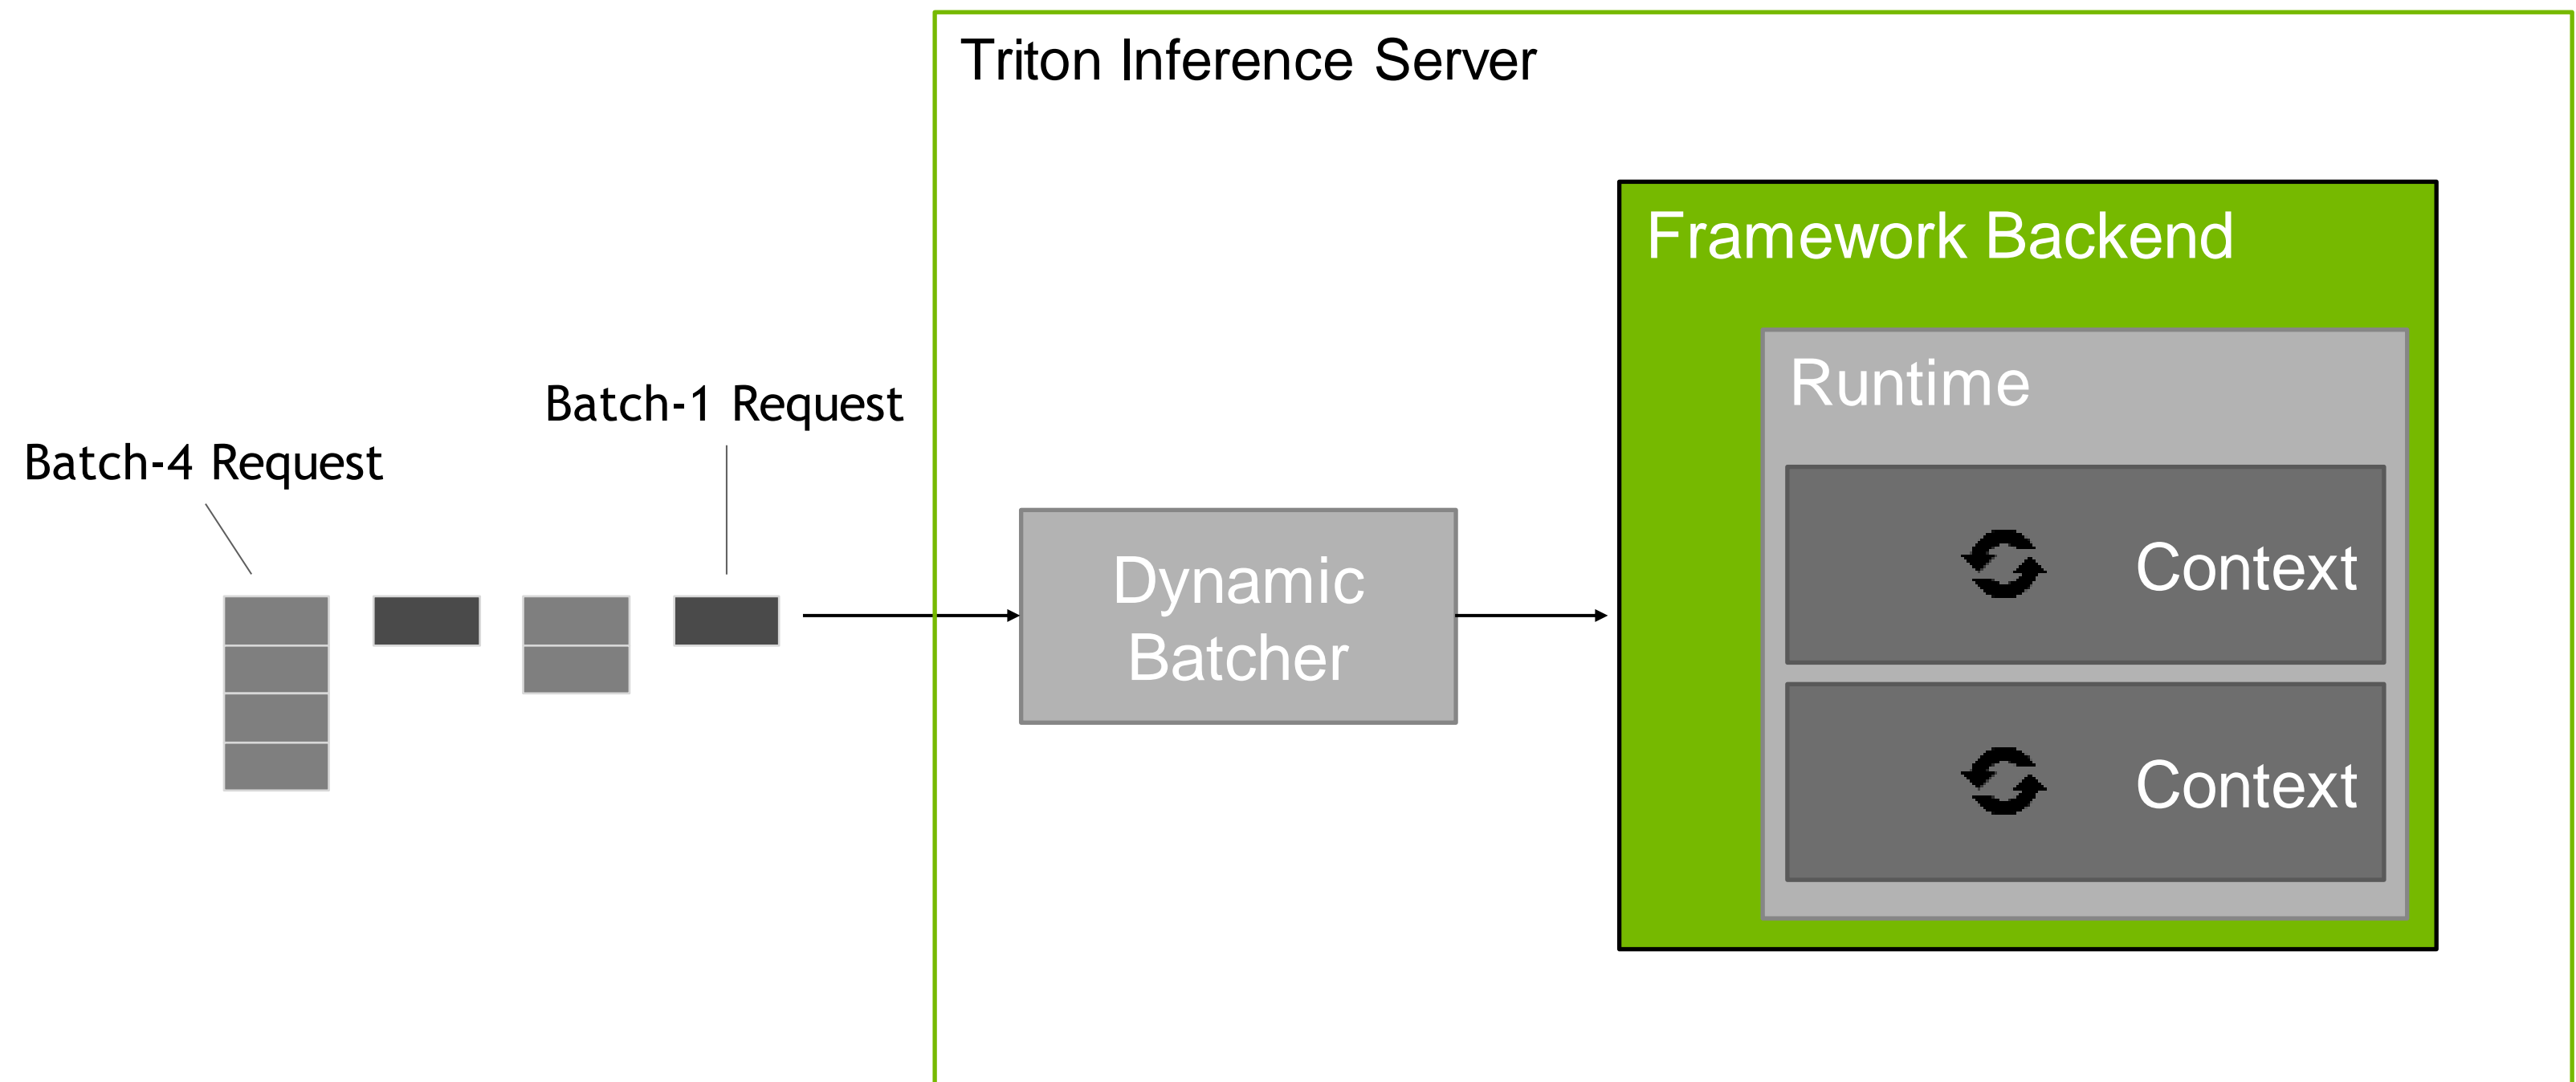 Triton Inference Server
Framework Backend
Runtime
Batch-1 Request
Batch-4 Request
Dynamic
Batcher
Context
Context